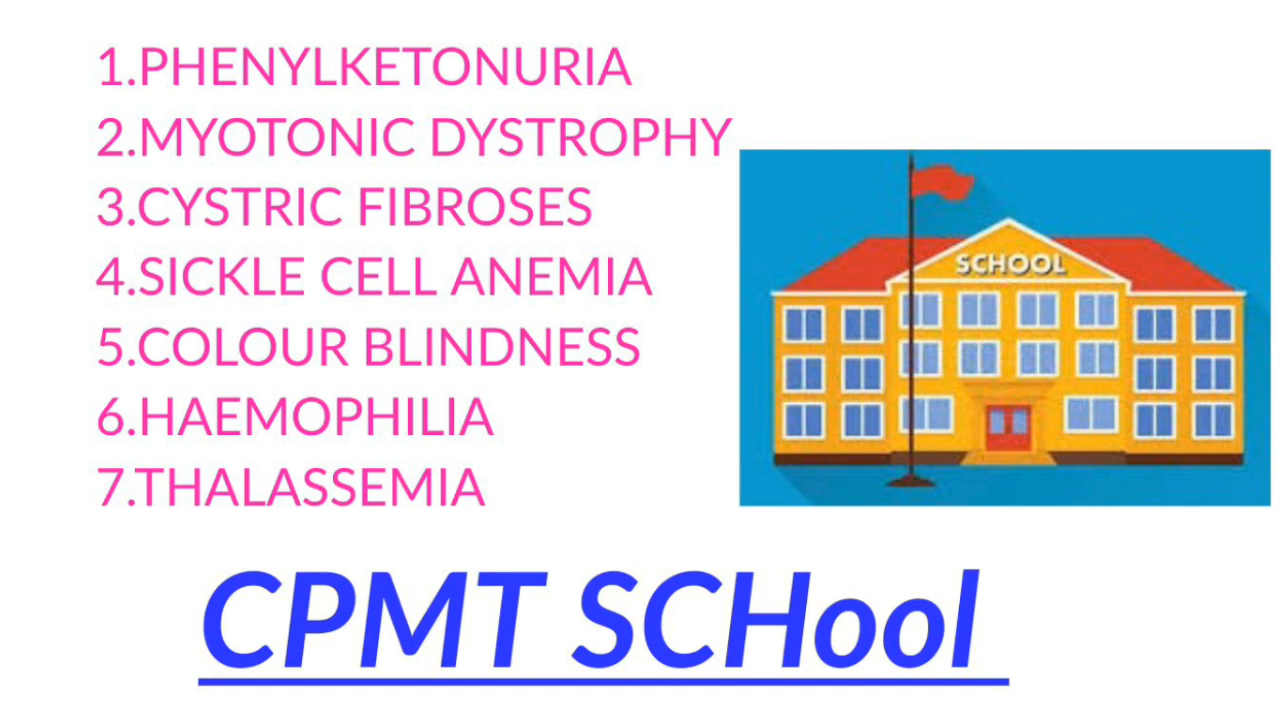 1.PHENYLKETONURIA
2.MYOTONIC DYSTROPHY
3.CYSTRIC FIBROSES
4.SICKLE CELL ANEMIA
5.COLOUR BLINDNESS
6.HAEMOPHILIA
7.THALASSEMIA
SCHOOL
CPMT SCHool